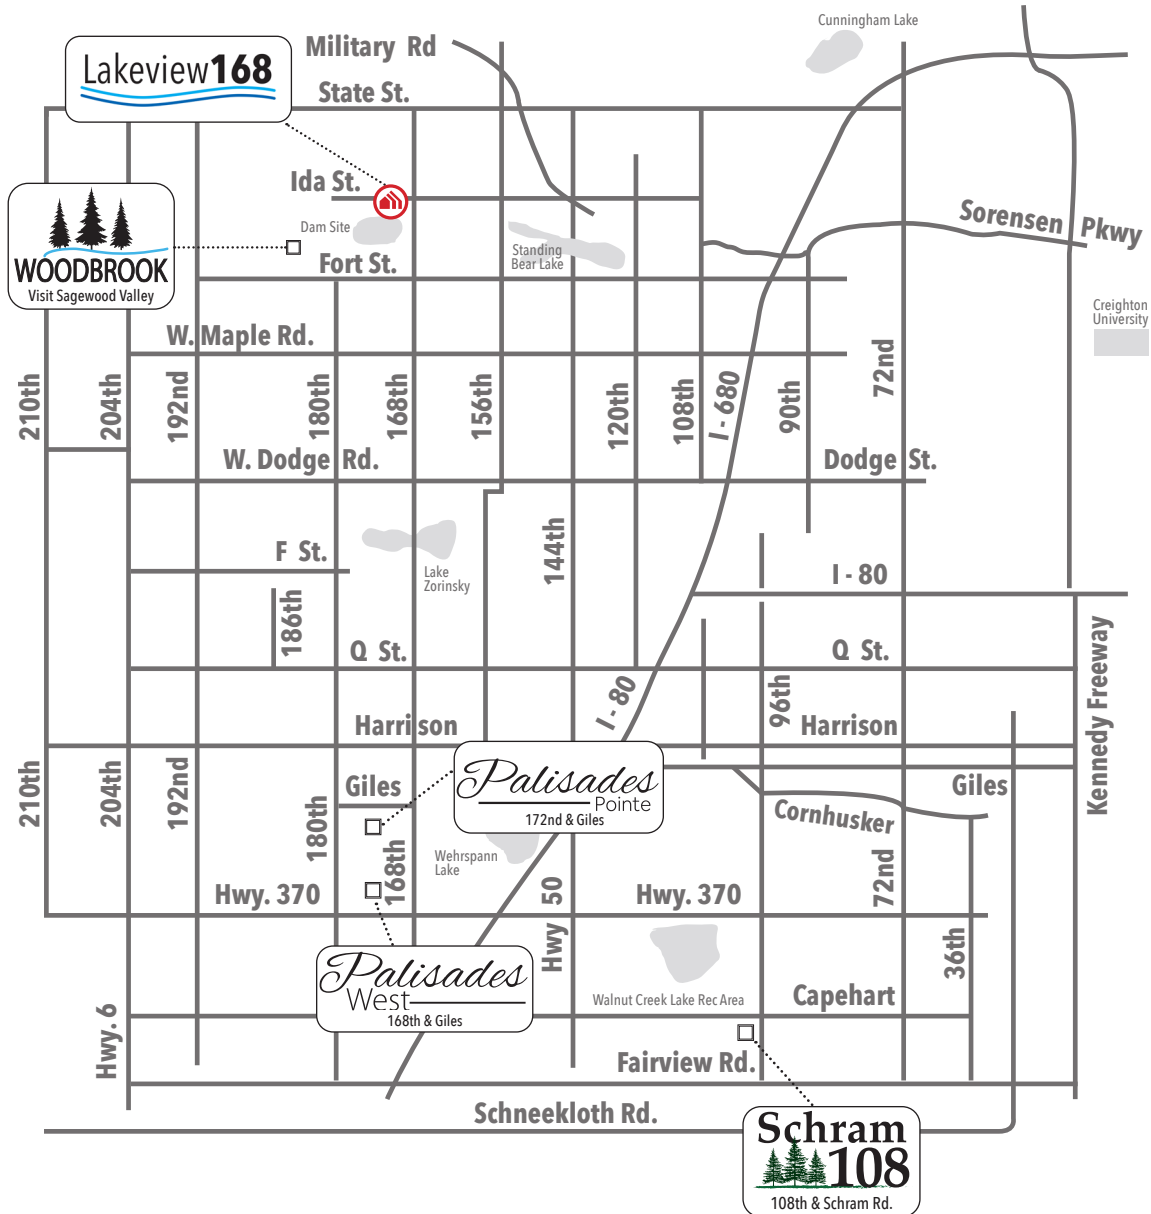 Cunningham Lake
Military Rd
Lakeview168
State St.
Ida St.
Dam Site
Sorensen Pkwy
WOODBROOK
Visit Sagewood Valley
Standing
Bear Lake
Fort St.
Creighton
University
W. Maple Rd.
210th
204th
192nd
180th
168th
156th
120th
108th
I - 680
90th
72nd
W. Dodge Rd.
Dodge St.
144th
F St.
Lake
Zorinsky
I - 80
186th
Q St.
Q St.
I - 80
96th
Kennedy Freeway
Harrison
Harrison
210th
204th
192nd
180th
Giles
Palisades
Pointe
172nd & Giles
Giles
Cornhusker
168th
Wehrspann
Lake
72nd
Hwy. 370
Hwy 50
Hwy. 370
36th
Palisades
West
168th & Giles
Walnut Creek Lake Rec Area
Capehart
Hwy. 6
Fairview Rd.
Schneekloth Rd.
Schram
108
108th & Schram Rd.